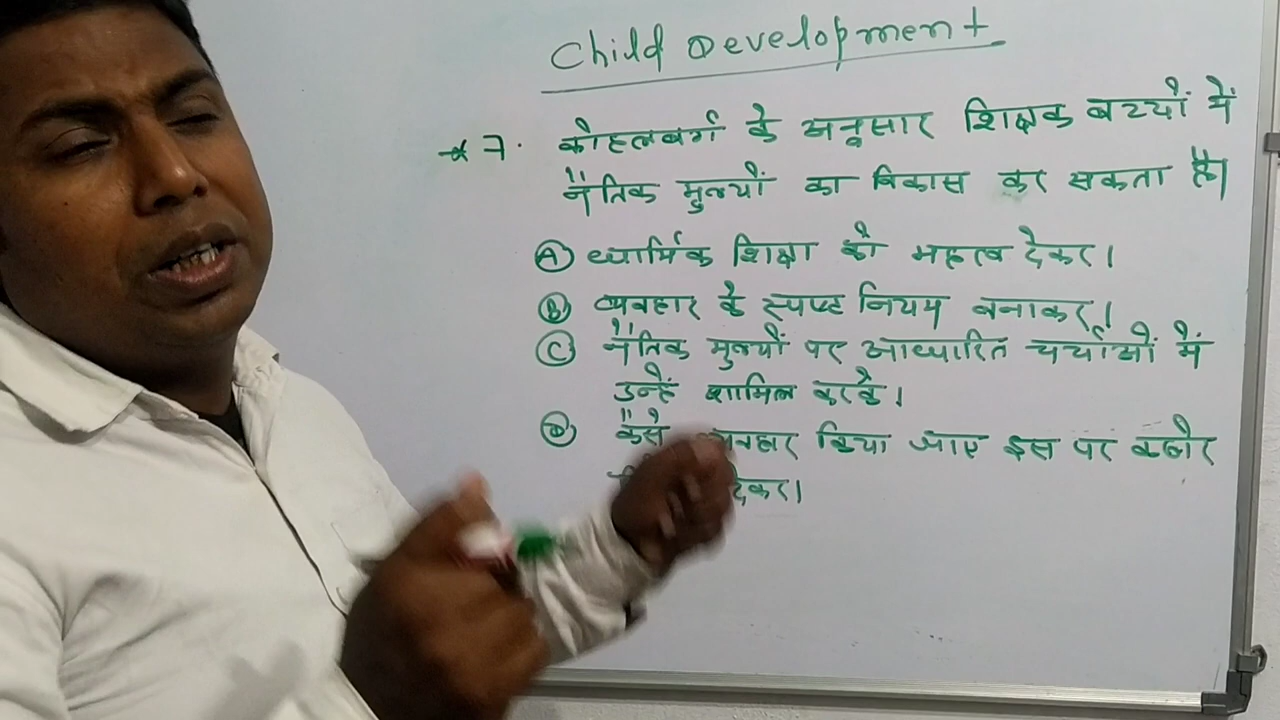 Child Development
* 7. कोहलबर्ग के अनुसार शिक्षक बच्चों में
नैतिक मुल्यों का विकास कर सकता है।
(A) धार्मिक शिक्षा को महत्व देकर।
(B) व्यवहार के स्पष्ट नियम बनाकर।
(C) नैतिक मुल्यों पर आधारित चर्चाओं में
उन्हें शामिल करके।
(D) कैसे व्यवहार किया जाए इस पर कठोर
देकर।